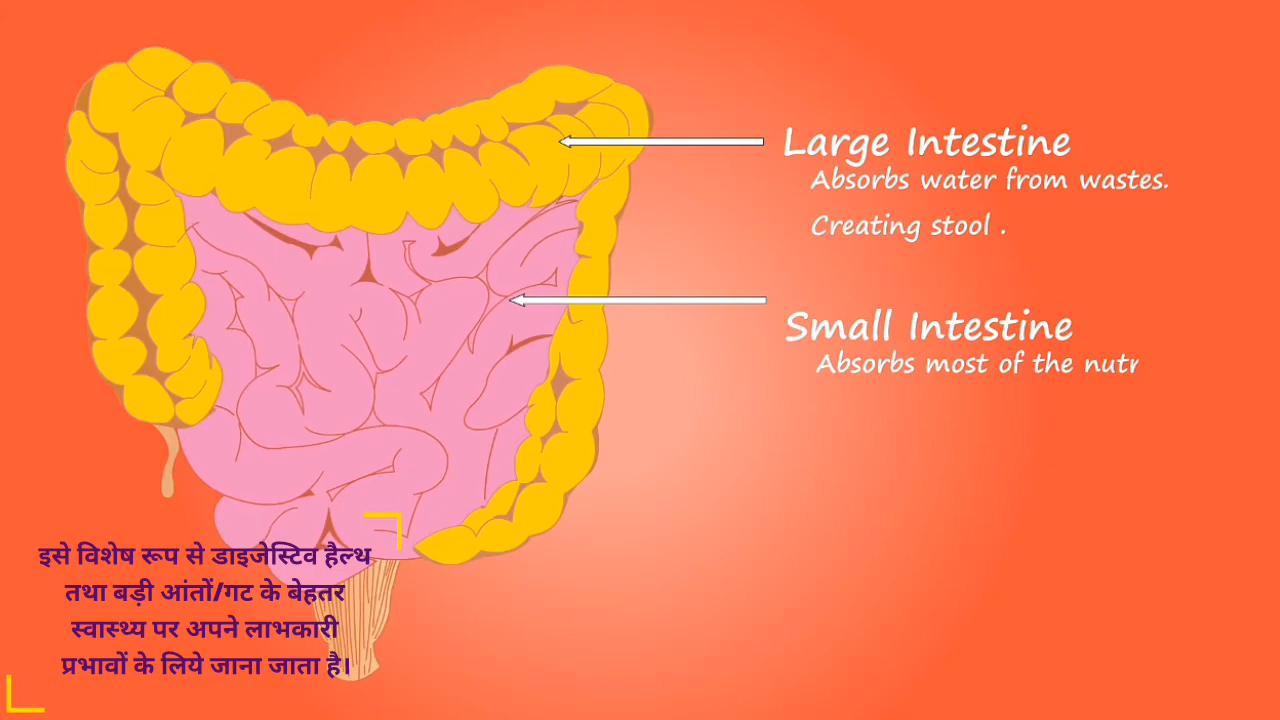 Large Intestine
Absorbs water from wastes.
Creating stool .
Small Intestine
Absorbs most of the nutr
इसे विशेष रूप से डाइजेस्टिव हैल्थ
तथा बड़ी आंतों/गट के बेहतर
स्वास्थ्य पर अपने लाभकारी
प्रभावों के लिये जाना जाता है।